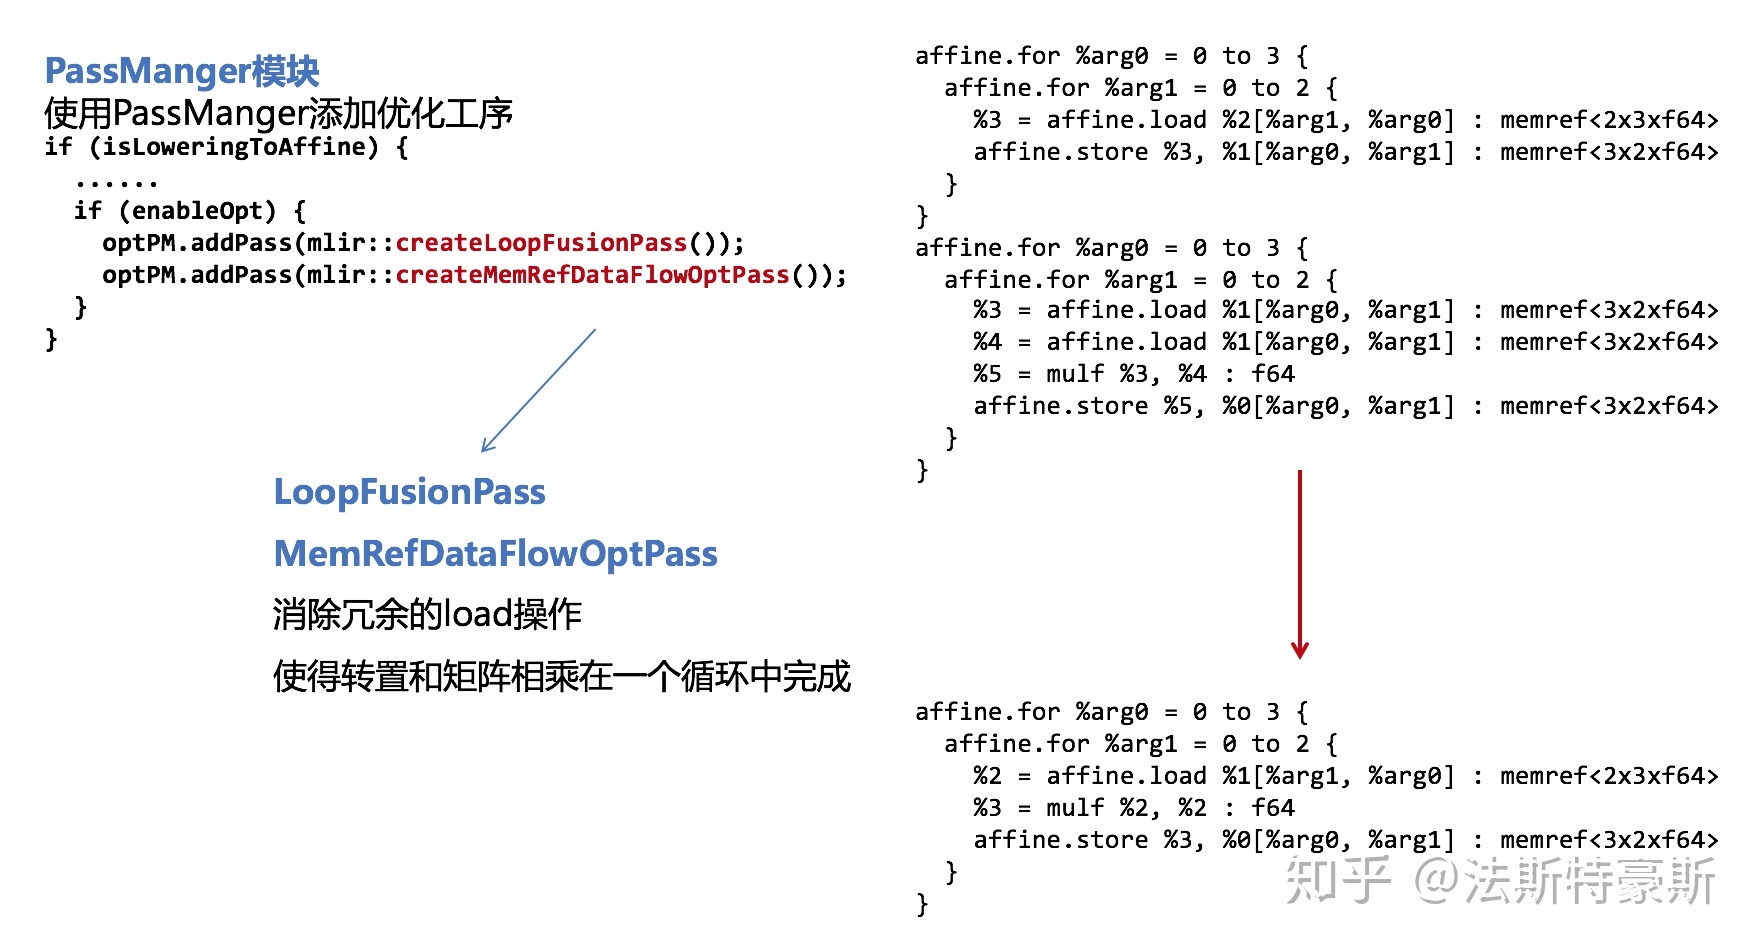 PassManger模块
使用PassManger添加优化工序
if (isLoweringToAffine) {
  ......
  if (enableOpt) {
    optPM.addPass(mlir::createLoopFusionPass());
    optPM.addPass(mlir::createMemRefDataFlowOptPass());
  }
}
LoopFusionPass
MemRefDataFlowOptPass
消除冗余的load操作
使得转置和矩阵相乘在一个循环中完成
affine.for %arg0 = 0 to 3 {
  affine.for %arg1 = 0 to 2 {
    %3 = affine.load %2[%arg1, %arg0] : memref<2x3xf64>
    affine.store %3, %1[%arg0, %arg1] : memref<3x2xf64>
  }
}
affine.for %arg0 = 0 to 3 {
  affine.for %arg1 = 0 to 2 {
    %3 = affine.load %1[%arg0, %arg1] : memref<3x2xf64>
    %4 = affine.load %1[%arg0, %arg1] : memref<3x2xf64>
    %5 = mulf %3, %4 : f64
    affine.store %5, %0[%arg0, %arg1] : memref<3x2xf64>
  }
}
affine.for %arg0 = 0 to 3 {
  affine.for %arg1 = 0 to 2 {
    %2 = affine.load %1[%arg1, %arg0] : memref<2x3xf64>
    %3 = mulf %2, %2 : f64
    affine.store %3, %0[%arg0, %arg1] : memref<3x2xf64>
  }
}
知乎 @法斯特豪斯